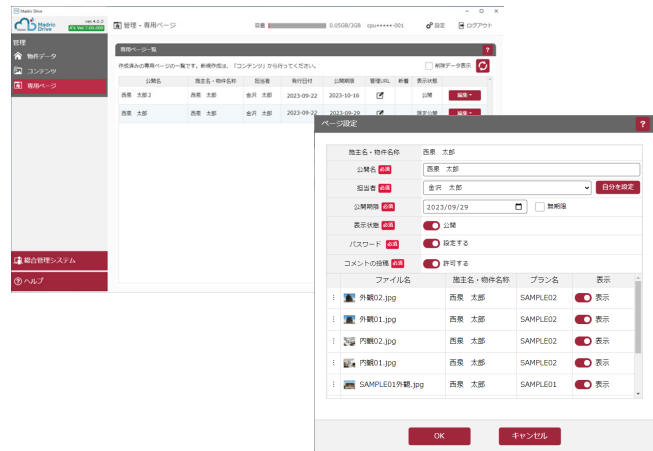 Madric Drive
Madric Drive
ver.4.0.0
管理 - 専用ページ
容量
0.05GB/3GB
cpu*****-001
設定
ログアウト
管理
物件データ
コンテンツ
専用ページ
総合管理システム
ヘルプ
専用ページ一覧
?
作成済みの専用ページの一覧です。新規作成は、「コンテンツ」から行ってください。
削除データ表示
公開名 施主名・物件名称 担当者 発行日付 公開期限 管理URL 新着 表示状態
西泉 太郎2 西泉 太郎 金沢 太郎 2023-09-22 2023-10-16 公開 編集
西泉 太郎 西泉 太郎 金沢 太郎 2023-09-22 2023-09-29 限定公開 編集
ページ設定
?
施主名・物件名称 西泉 太郎
公開名 必須 西泉 太郎
担当者 必須 金沢 太郎 自分を設定
公開期限 必須 2023/09/29 無期限
表示状態 必須 公開
パスワード 必須 設定する
コメントの投稿 必須 許可する
ファイル名 施主名・物件名称 プラン名 表示
外観02.jpg 西泉 太郎 SAMPLE02 表示
外観01.jpg 西泉 太郎 SAMPLE02 表示
内観02.jpg 西泉 太郎 SAMPLE02 表示
内観01.jpg 西泉 太郎 SAMPLE02 表示
SAMPLE01外観.jpg 西泉 太郎 SAMPLE01 表示
OK
キャンセル